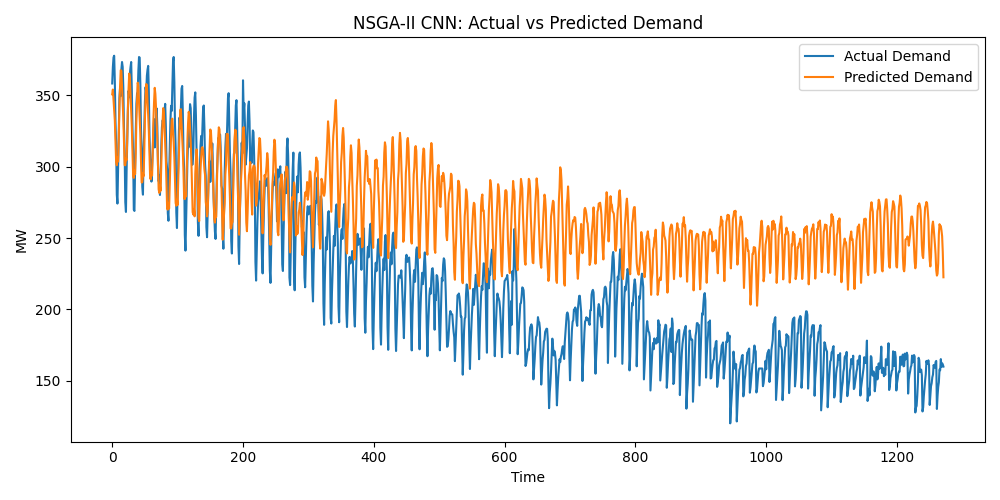 NSGA-II CNN: Actual vs Predicted Demand
Actual Demand
Predicted Demand
MW
350
300
250
200
150
0 200 400 600 800 1000 1200
Time